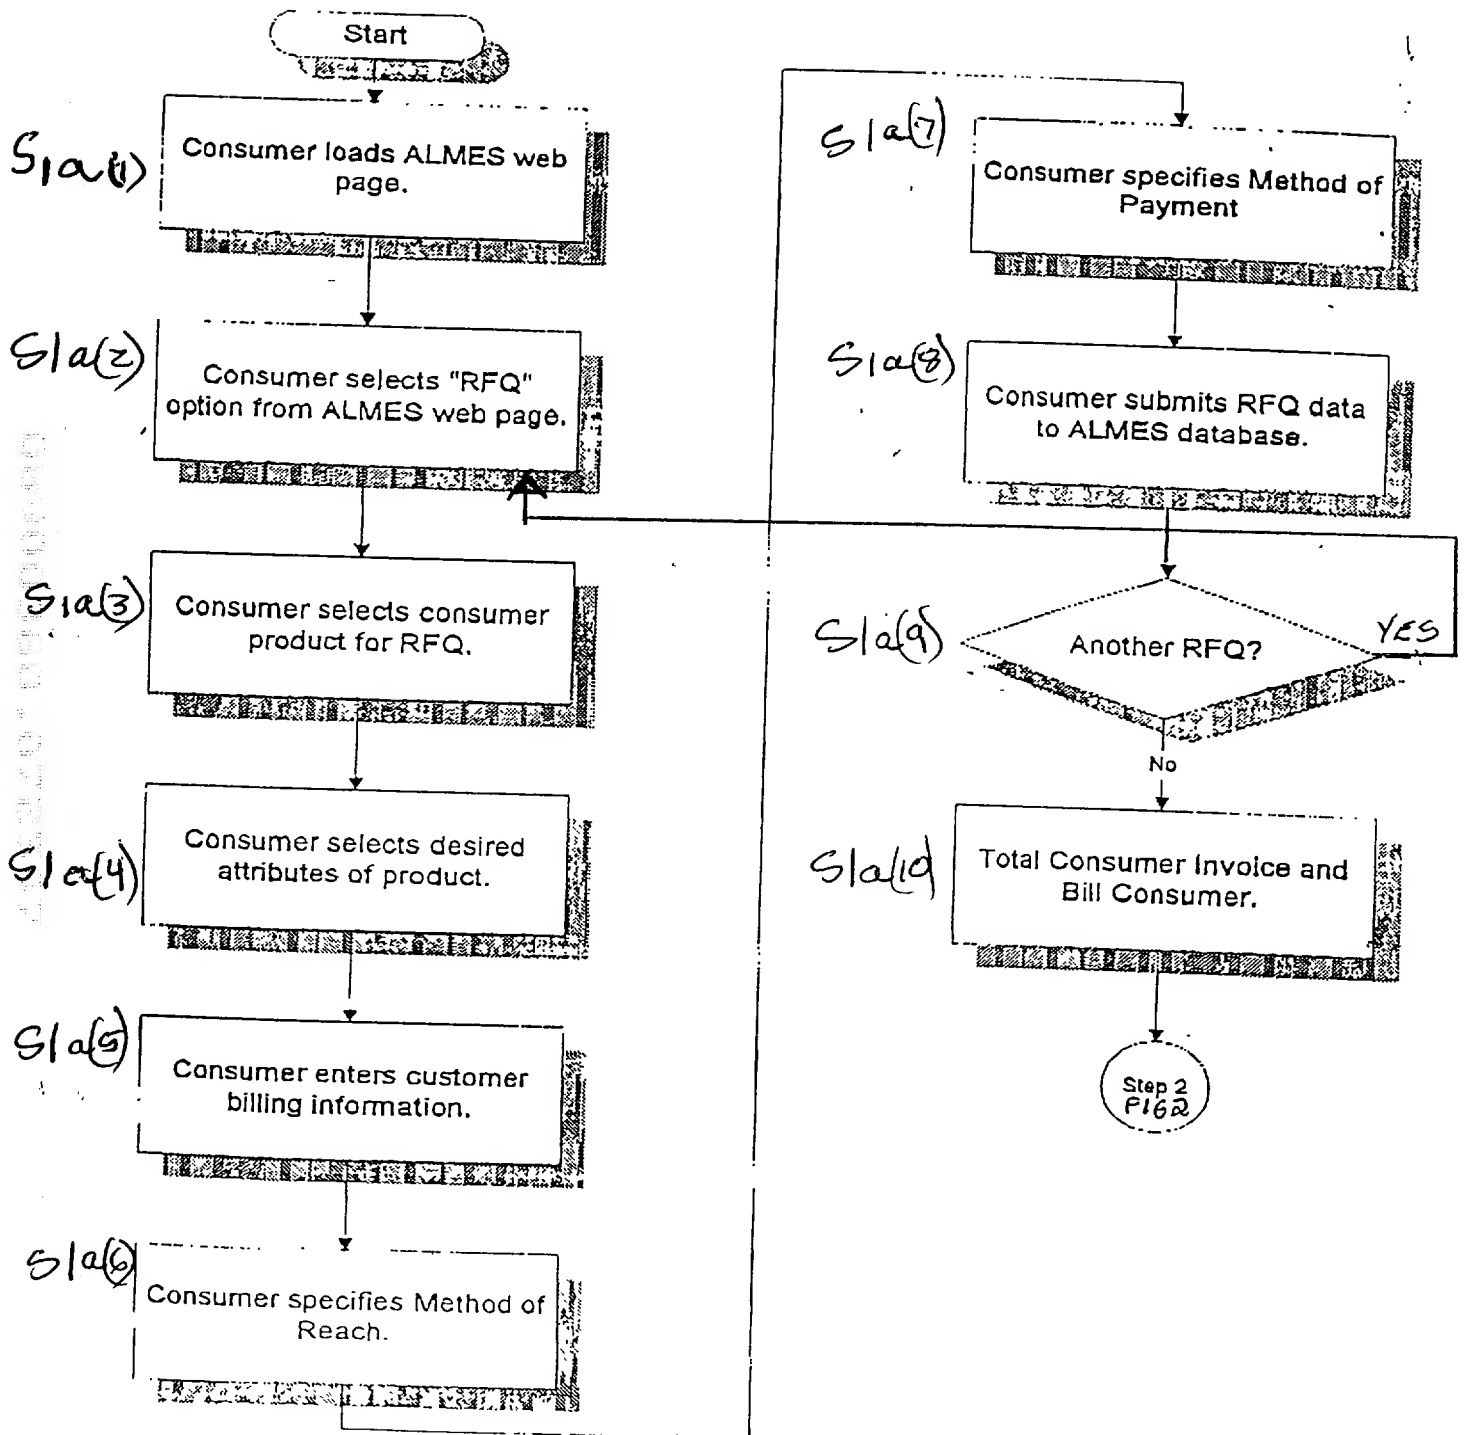 Start
S1a(1)
Consumer loads ALMES web
page.
S1a(2)
Consumer selects "RFQ"
option from ALMES web page.
S1a(3)
Consumer selects consumer
product for RFQ.
S1a(4)
Consumer selects desired
attributes of product.
S1a(5)
Consumer enters customer
billing information.
S1a(6)
Consumer specifies Method of
Reach.
S1a(7)
Consumer specifies Method of
Payment
S1a(8)
Consumer submits RFQ data
to ALMES database.
S1a(9)
Another RFQ?
YES
No
S1a(10)
Total Consumer Invoice and
Bill Consumer.
Step 2
FIG 2